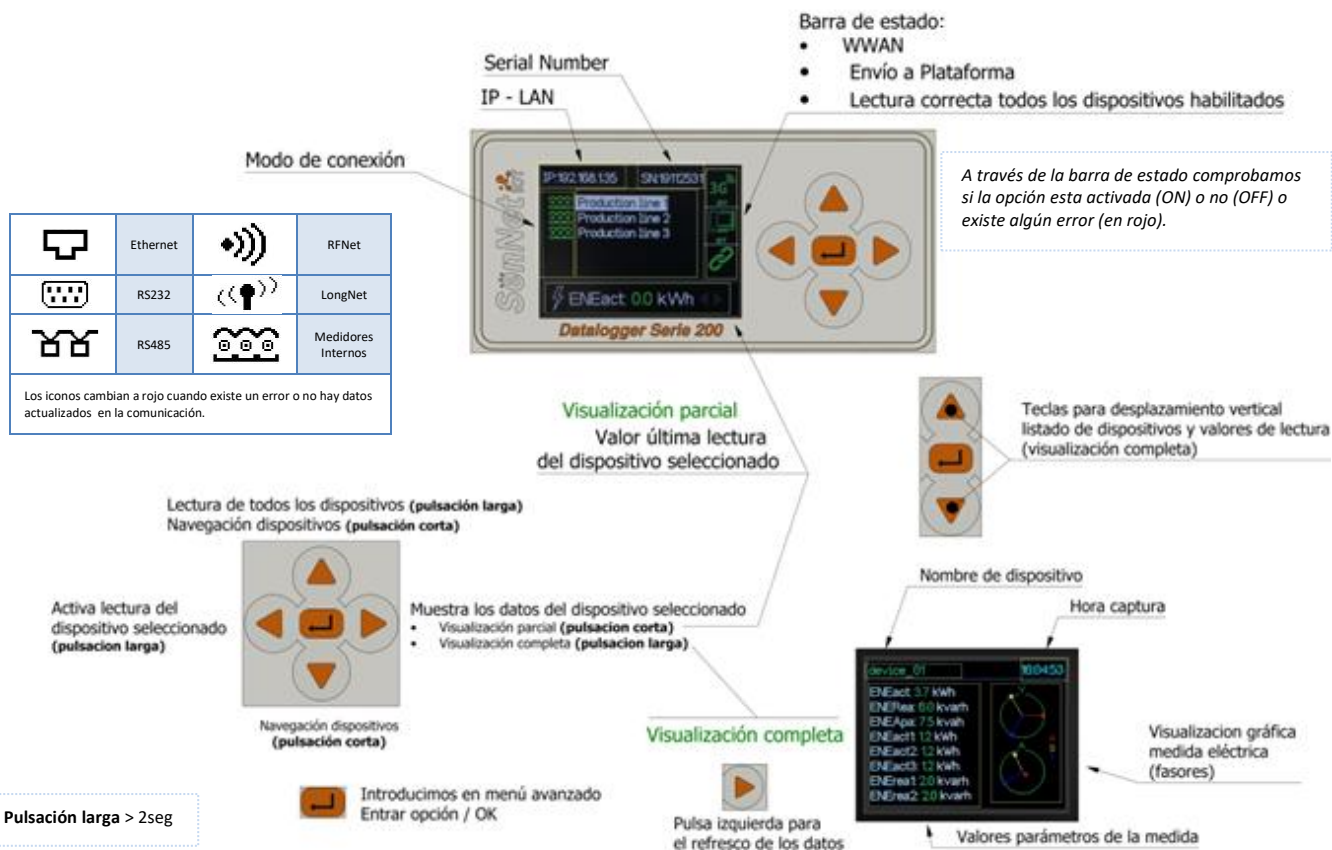 Barra de estado:
• WWAN
• Envío a Plataforma
• Lectura correcta todos los dispositivos habilitados
Serial Number
IP - LAN
Modo de conexión
SenNet IoT
IP:192.168.1.35 SN:19112531
3G
Production line 1
Production line 2
Production line 3
ENEact: 0.0 kWh
Datalogger Serie 200
A través de la barra de estado comprobamos
si la opción esta activada (ON) o no (OFF) o
existe algún error (en rojo).
Ethernet RFNet
RS232 LongNet
RS485 Medidores
Internos
Los iconos cambian a rojo cuando existe un error o no hay datos
actualizados en la comunicación.
Visualización parcial
Valor última lectura
del dispositivo seleccionado
Teclas para desplazamiento vertical
listado de dispositivos y valores de lectura
(visualización completa)
Lectura de todos los dispositivos (pulsación larga)
Navegación dispositivos (pulsación corta)
Activa lectura del
dispositivo seleccionado
(pulsacion larga)
Muestra los datos del dispositivo seleccionado
• Visualización parcial (pulsacion corta)
• Visualización completa (pulsacion larga)
Navegación dispositivos
(pulsación corta)
Nombre de dispositivo
Hora captura
device_01 16:04:53
ENEact: 3.7 kWh
ENERea: 6.0 kvarh
ENEApa: 7.5 kvah
ENEact1: 1.2 kWh
ENEact2: 1.2 kWh
ENEact3: 1.2 kWh
ENErea1: 2.0 kvarh
ENErea2: 2.0 kvarh
V
A
Visualizacion gráfica
medida eléctrica
(fasores)
Visualización completa
Pulsa izquierda para
el refresco de los datos
Valores parámetros de la medida
Introducimos en menú avanzado
Entrar opción / OK
Pulsación larga > 2seg